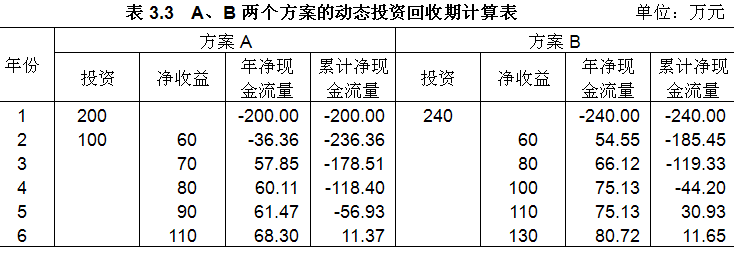 表 3.3 A、B 两个方案的动态投资回收期计算表 单位：万元
年份 方案 A 方案 B
投资 净收益 年净现金流量 累计净现金流量 投资 净收益 年净现金流量 累计净现金流量
1 200 -200.00 -200.00 240 -240.00 -240.00
2 100 60 -36.36 -236.36 60 54.55 -185.45
3 70 57.85 -178.51 80 66.12 -119.33
4 80 60.11 -118.40 100 75.13 -44.20
5 90 61.47 -56.93 110 75.13 30.93
6 110 68.30 11.37 130 80.72 11.65